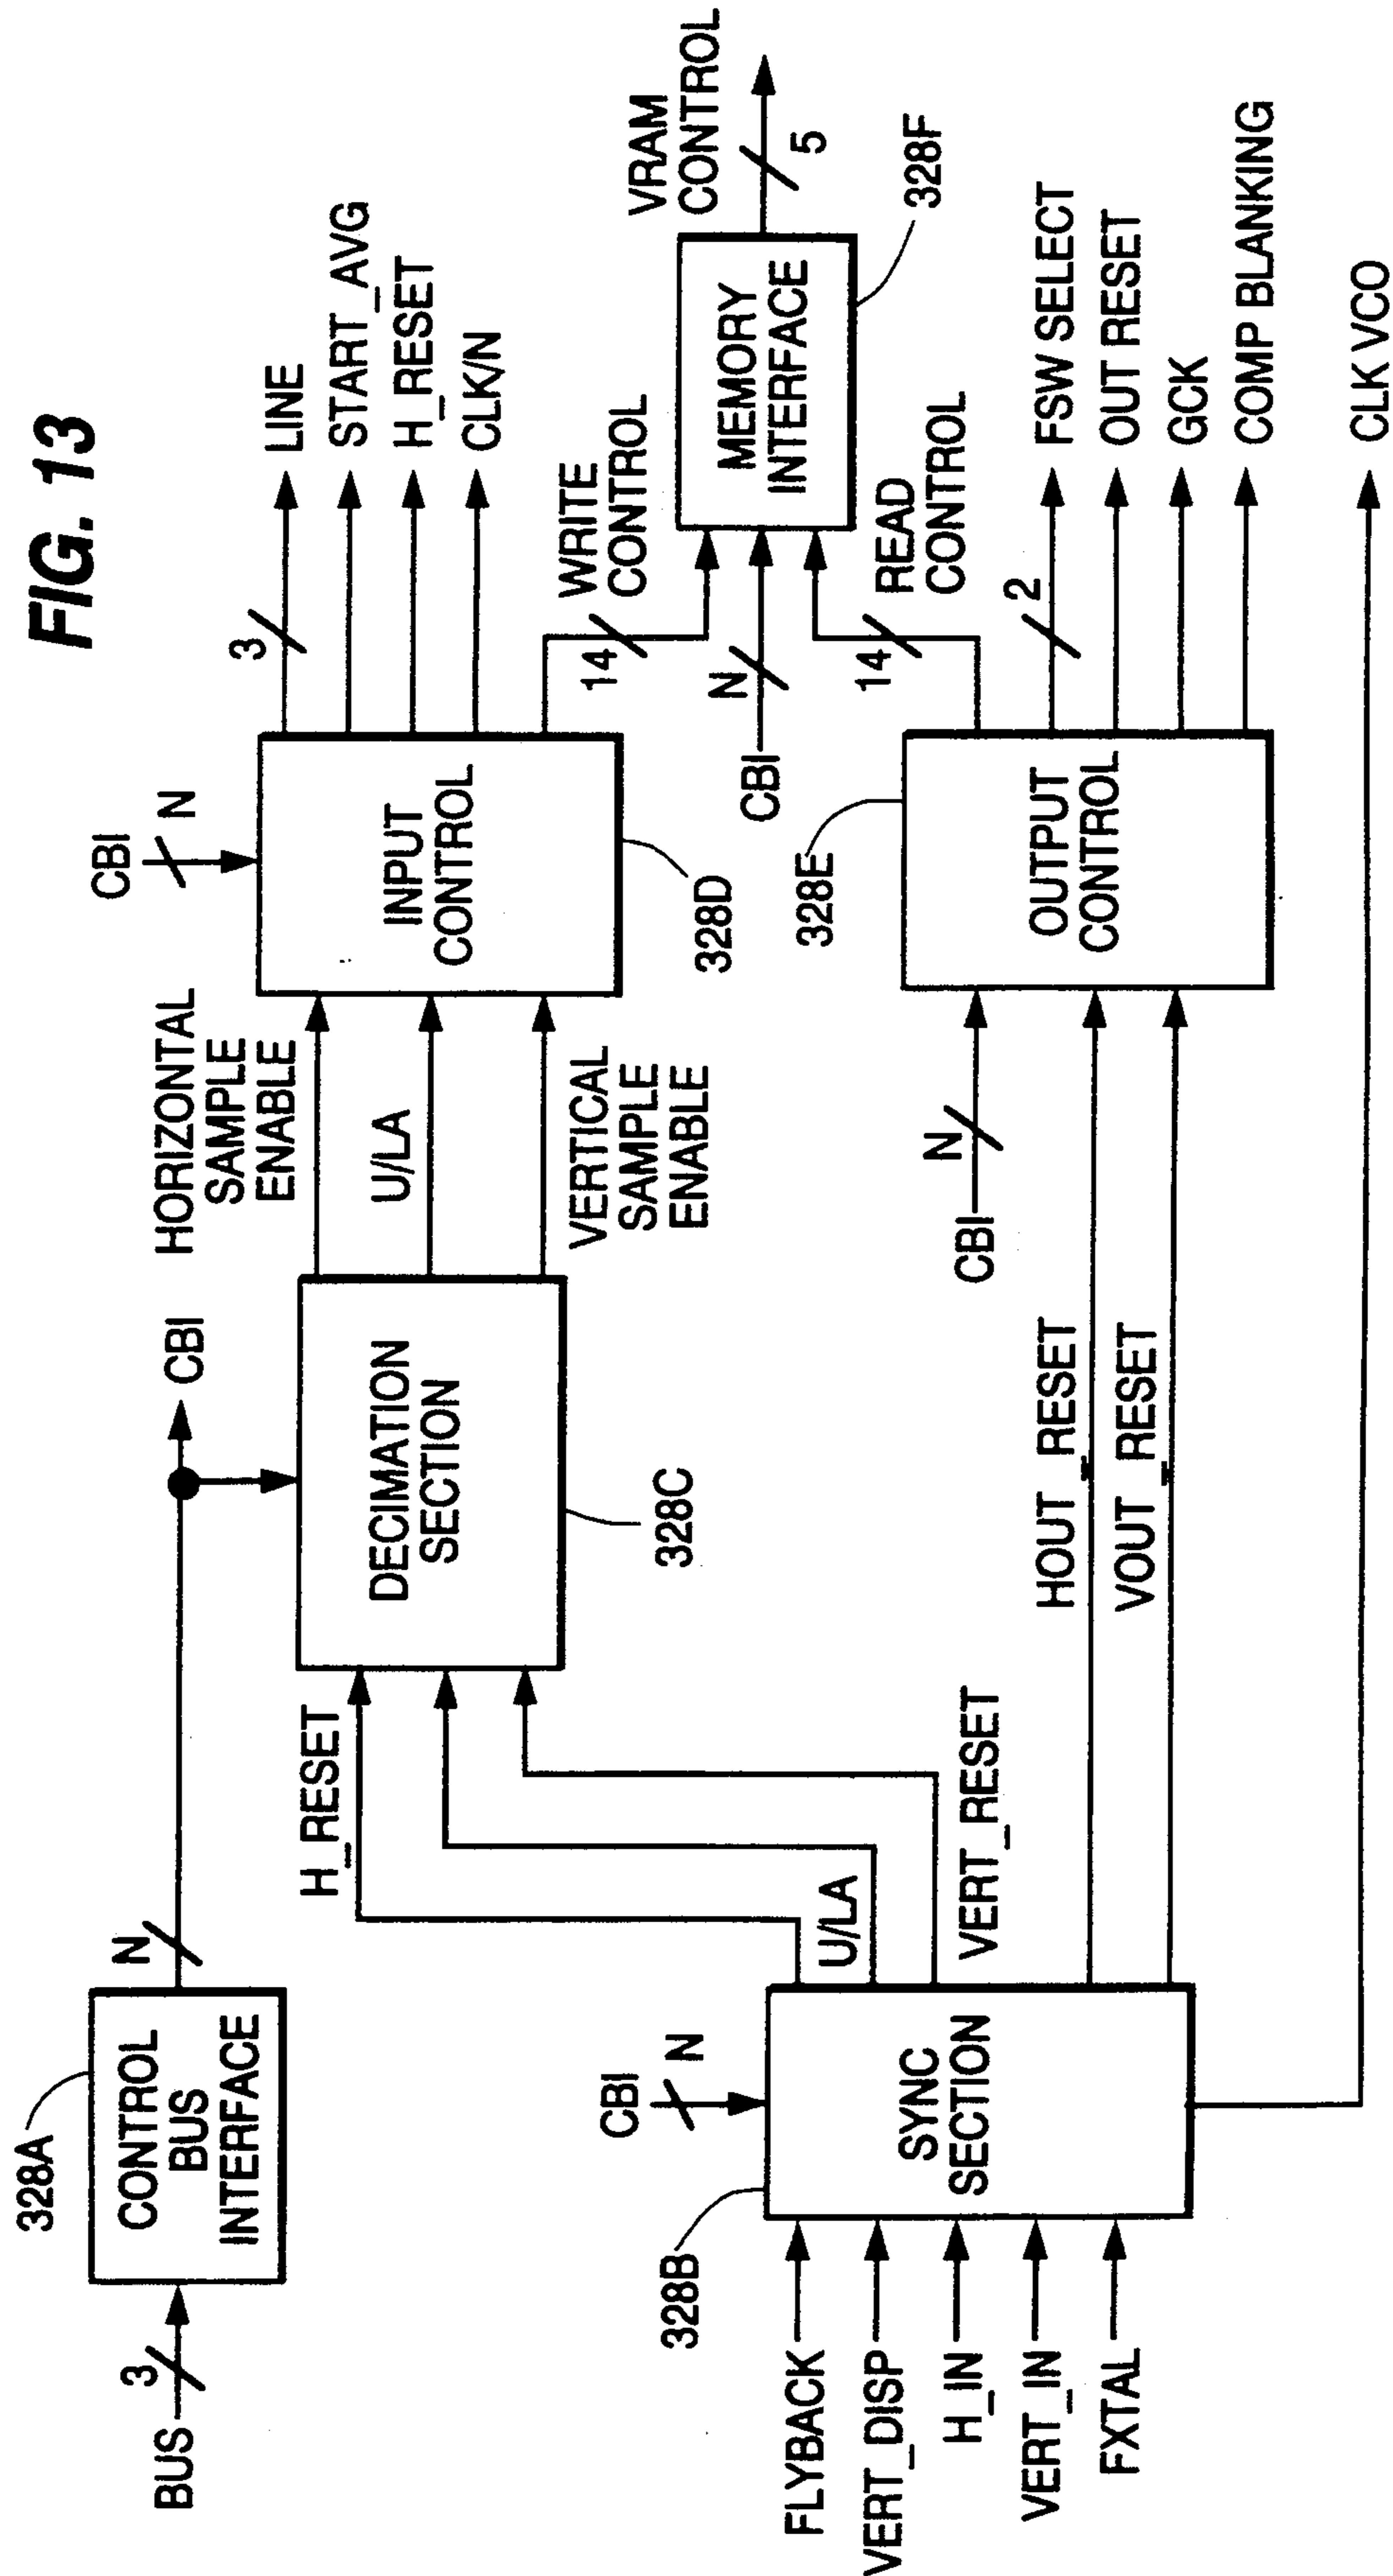 FIG. 13
BUS
3
328A
CONTROL
BUS
INTERFACE
N
CBI
H_RESET
DECIMATION
SECTION
328C
HORIZONTAL
SAMPLE
ENABLE
U/LA
VERTICAL
SAMPLE
ENABLE
CBI
N
INPUT
CONTROL
328D
3
LINE
START_AVG
H_RESET
CLK/N
14
WRITE
CONTROL
N
CBI
14
READ
CONTROL
MEMORY
INTERFACE
328F
VRAM
CONTROL
5
FLYBACK
VERT_DISP
H_IN
VERT_IN
FXTAL
328B
CBI
N
SYNC
SECTION
U/LA
VERT_RESET
HOUT_RESET
VOUT_RESET
CBI
N
328E
OUTPUT
CONTROL
2
FSW SELECT
OUT RESET
GCK
COMP BLANKING
CLK VCO